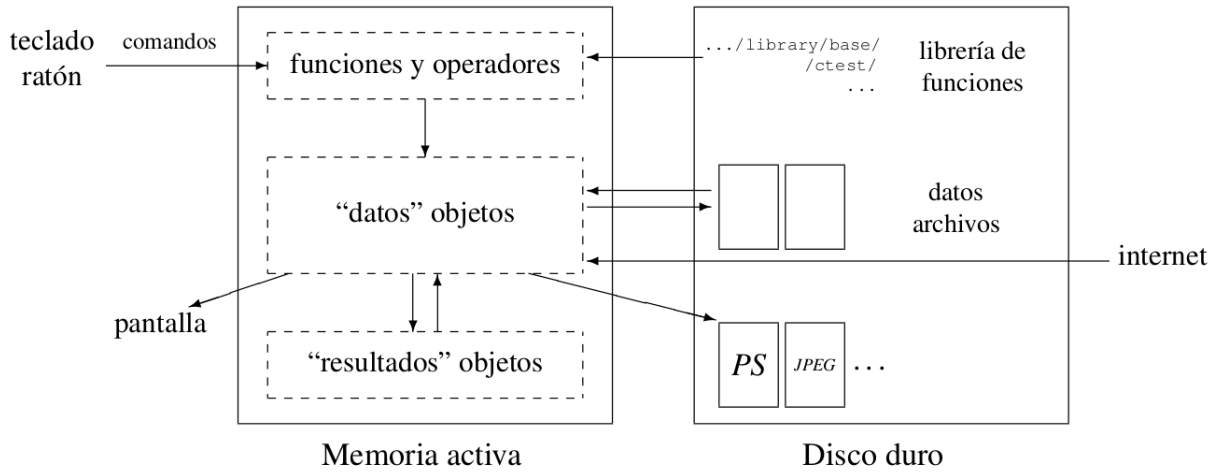 teclado
ratón
comandos
funciones y operadores
.../library/base/
/ctest/
...
librería de
funciones
“datos” objetos
datos
archivos
internet
pantalla
“resultados” objetos
PS
JPEG
...
Memoria activa
Disco duro